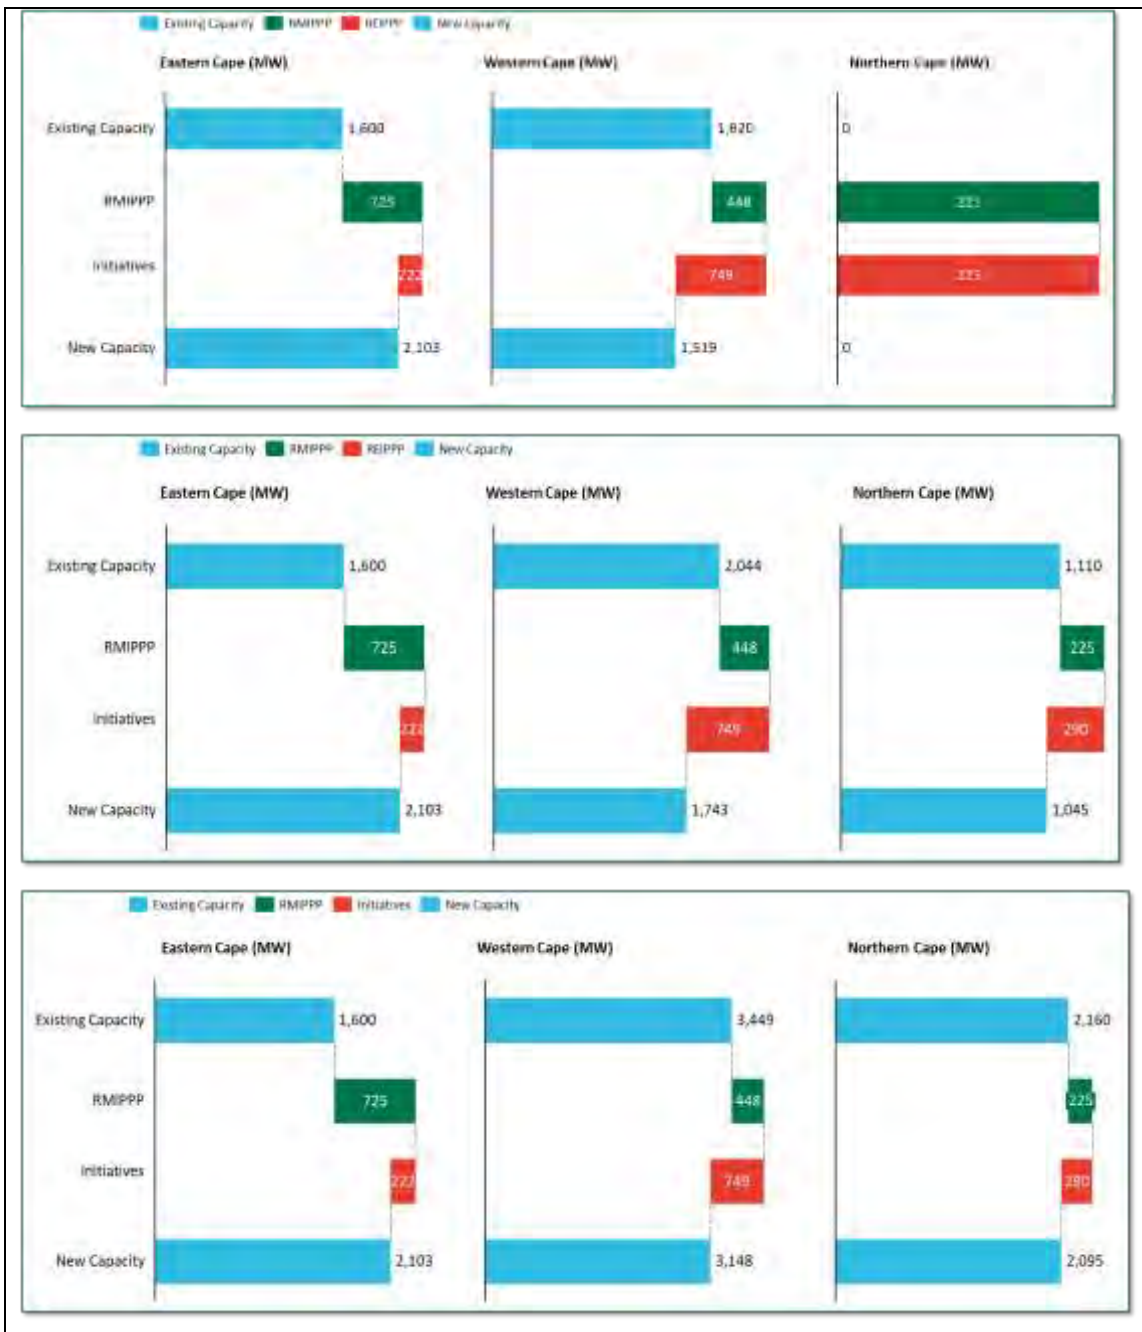 Existing Capacity RMIPPP REIPPP New Capacity
Eastern Cape (MW) Western Cape (MW) Northern Cape (MW)
Existing Capacity 1,600 1,820 0
RMIPPP 725 448
Initiatives 222 749
New Capacity 2,103 1,519 0
Existing Capacity RMIPPP REIPPP New Capacity
Eastern Cape (MW) Western Cape (MW) Northern Cape (MW)
Existing Capacity 1,600 2,044 1,110
RMIPPP 725 448 225
Initiatives 222 749 290
New Capacity 2,103 1,743 1,045
Existing Capacity RMIPPP Initiatives New Capacity
Eastern Cape (MW) Western Cape (MW) Northern Cape (MW)
Existing Capacity 1,600 3,449 2,160
RMIPPP 725 448 225
Initiatives 222 749 290
New Capacity 2,103 3,148 2,095